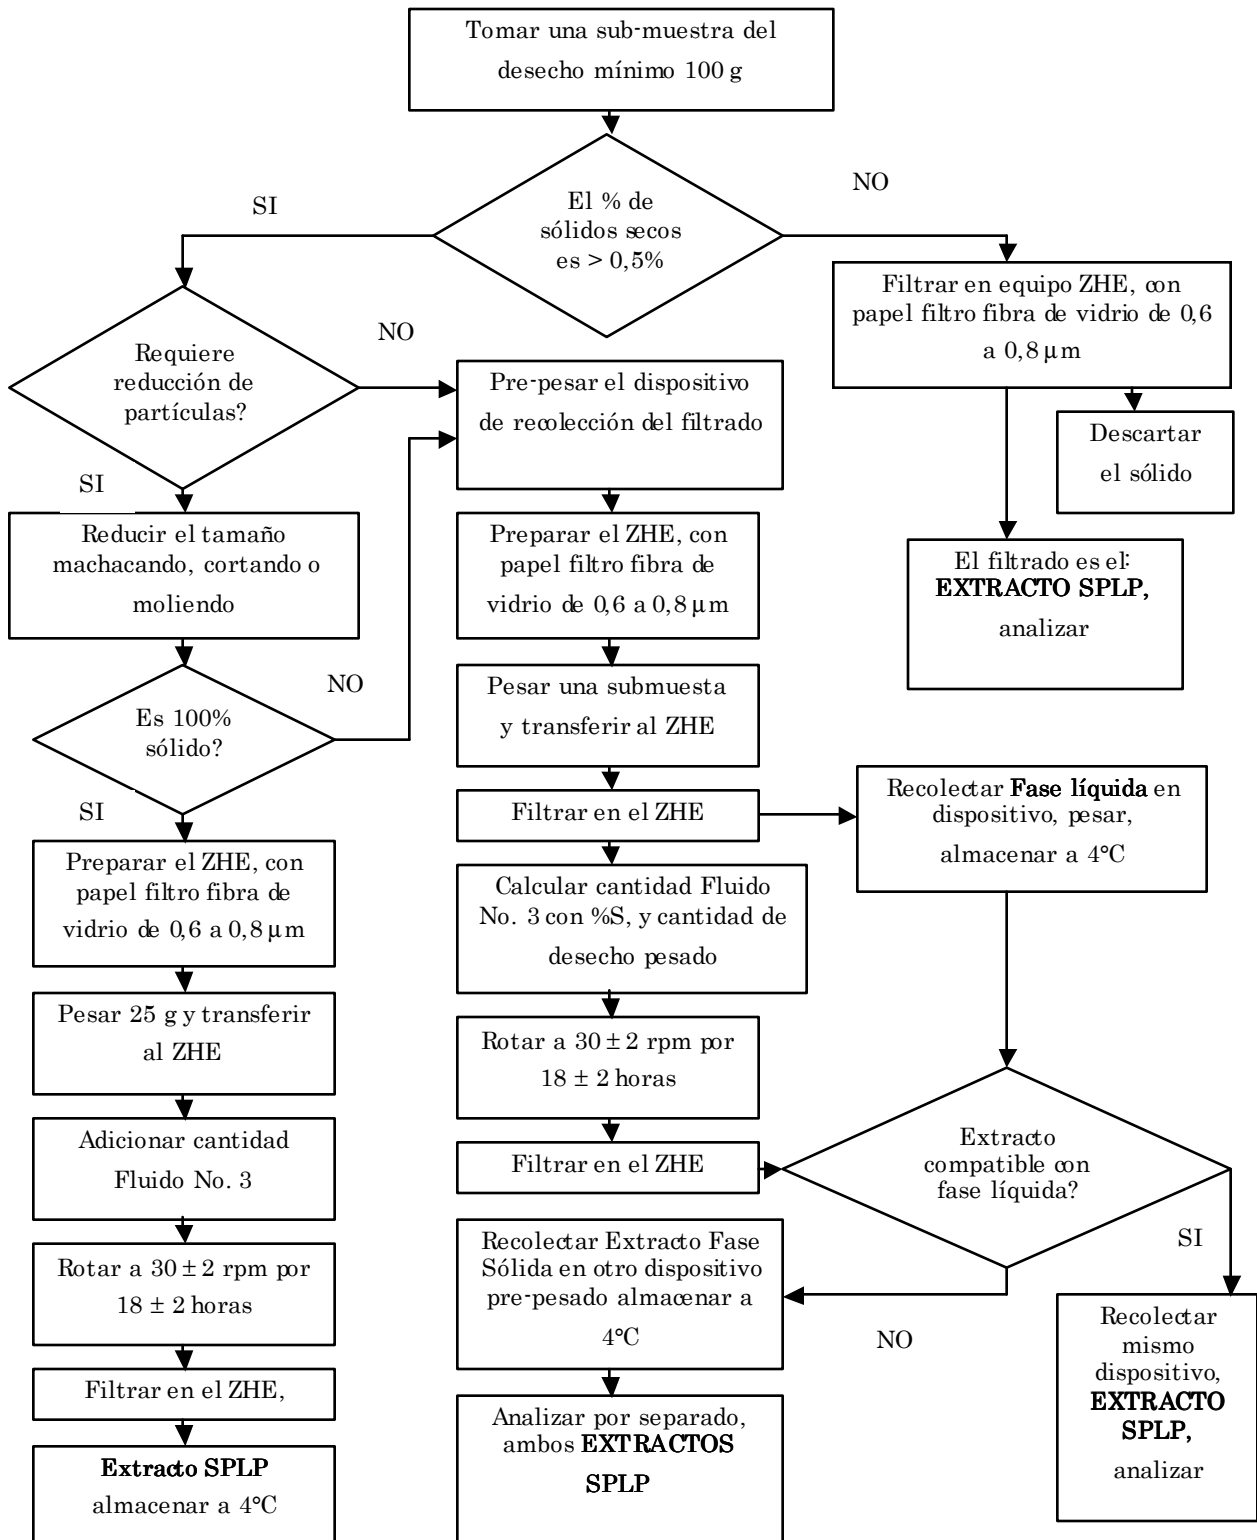 Tomar una sub-muestra del
desecho mínimo 100 g
El % de
sólidos secos
es > 0,5%
SI
NO
Filtrar en equipo ZHE, con
papel filtro fibra de vidrio de 0,6
a 0,8 µm
Descartar
el sólido
El filtrado es el:
EXTRACTO SPLP,
analizar
Requiere
reducción de
partículas?
NO
SI
Reducir el tamaño
machacando, cortando o
moliendo
Es 100%
sólido?
NO
SI
Preparar el ZHE, con
papel filtro fibra de
vidrio de 0,6 a 0,8 µm
Pesar 25 g y transferir
al ZHE
Adicionar cantidad
Fluido No. 3
Rotar a 30 ± 2 rpm por
18 ± 2 horas
Filtrar en el ZHE,
Extracto SPLP
almacenar a 4°C
Pre-pesar el dispositivo
de recolección del filtrado
Preparar el ZHE, con
papel filtro fibra de
vidrio de 0,6 a 0,8 µm
Pesar una submuesta
y transferir al ZHE
Filtrar en el ZHE
Recolectar Fase líquida en
dispositivo, pesar,
almacenar a 4°C
Calcular cantidad Fluido
No. 3 con %S, y cantidad de
desecho pesado
Rotar a 30 ± 2 rpm por
18 ± 2 horas
Filtrar en el ZHE
Extracto
compatible con
fase líquida?
SI
NO
Recolectar Extracto Fase
Sólida en otro dispositivo
pre-pesado almacenar a
4°C
Analizar por separado,
ambos EXTRACTOS
SPLP
Recolectar
mismo
dispositivo,
EXTRACTO
SPLP,
analizar